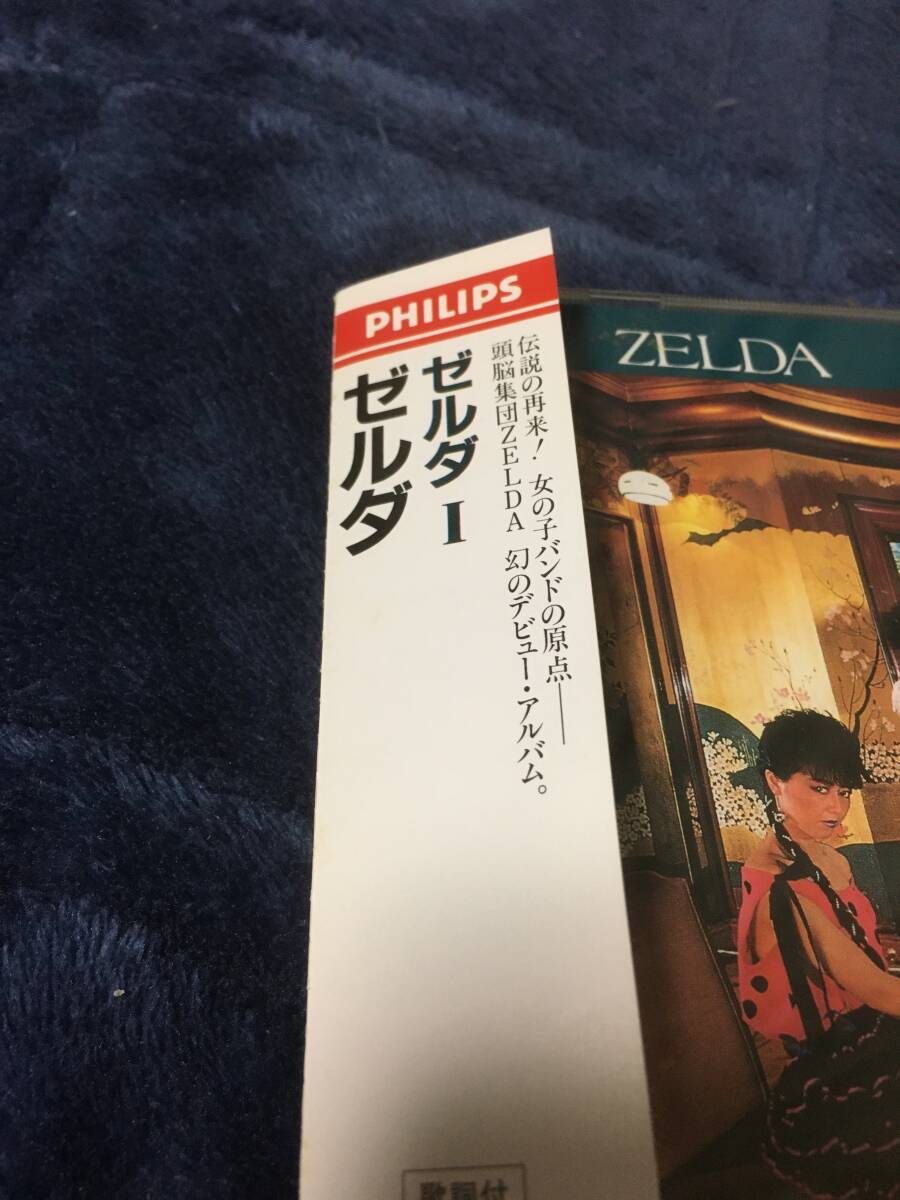 PHILIPS
伝説の再来! 女の子バンドの原点——
頭脳集団ZELDA 幻のデビュー・アルバム。
ゼルダ I
ゼルダ
ZELDA
歌詞付